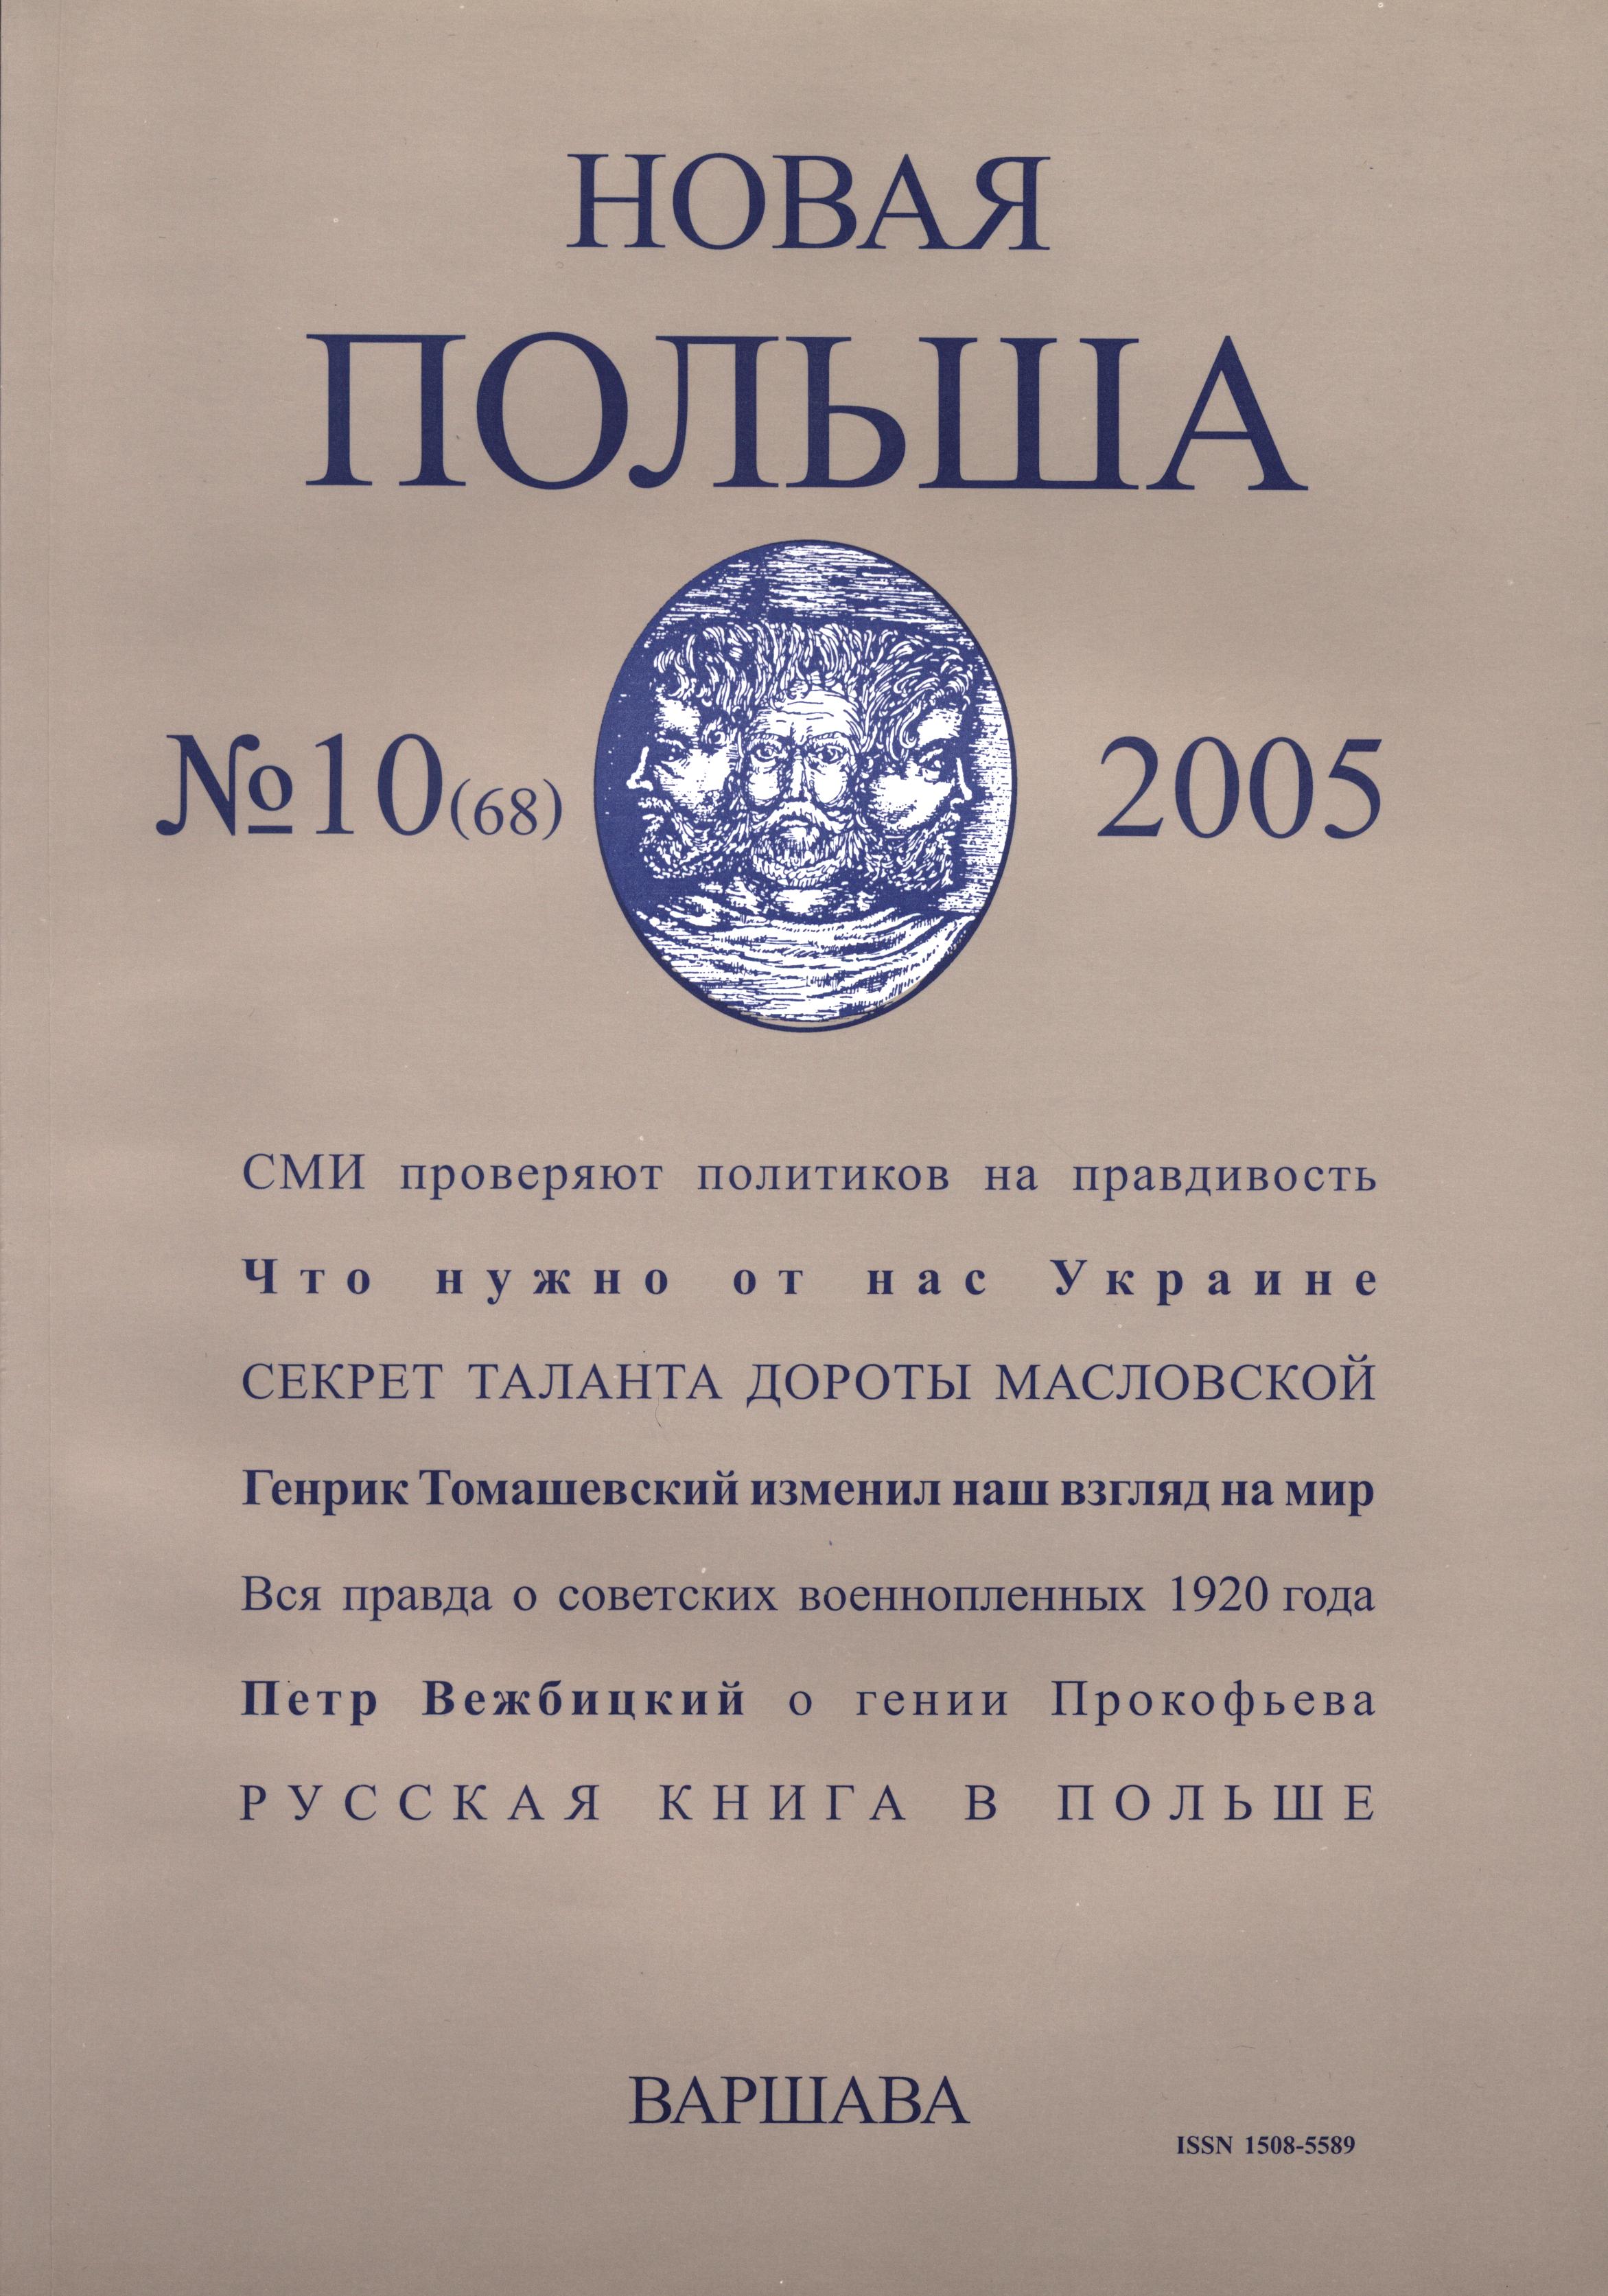 НОВАЯ
ПОЛЬША
№10(68) 2005
СМИ проверяют политиков на правдивость
Что нужно от нас Украине
СЕКРЕТ ТАЛАНТА ДОРОТЫ МАСЛОВСКОЙ
Генрик Томашевский изменил наш взгляд на мир
Вся правда о советских военнопленных 1920 года
Петр Вежбицкий о гении Прокофьева
РУССКАЯ КНИГА В ПОЛЬШЕ
ВАРШАВА
ISSN 1508-5589